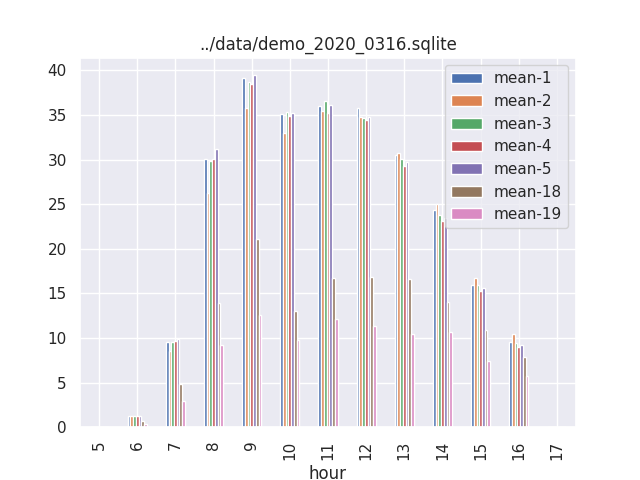 ../data/demo_2020_0316.sqlite
40
35
30
25
20
15
10
5
0
mean-1
mean-2
mean-3
mean-4
mean-5
mean-18
mean-19
5 6 7 8 9 10 11 12 13 14 15 16 17
hour